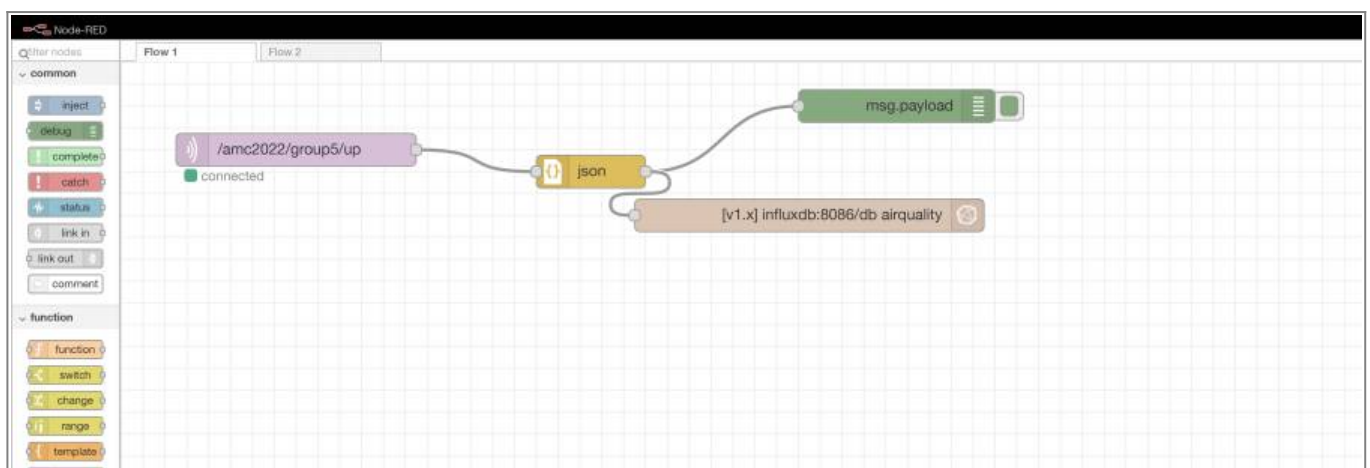 Node-RED
filter nodes
Flow 1
Flow 2
common
inject
debug
complete
catch
status
link in
link out
comment
function
function
switch
change
range
template
/amc2022/group5/up
connected
json
msg.payload
[v1.x] influxdb:8086/db airquality